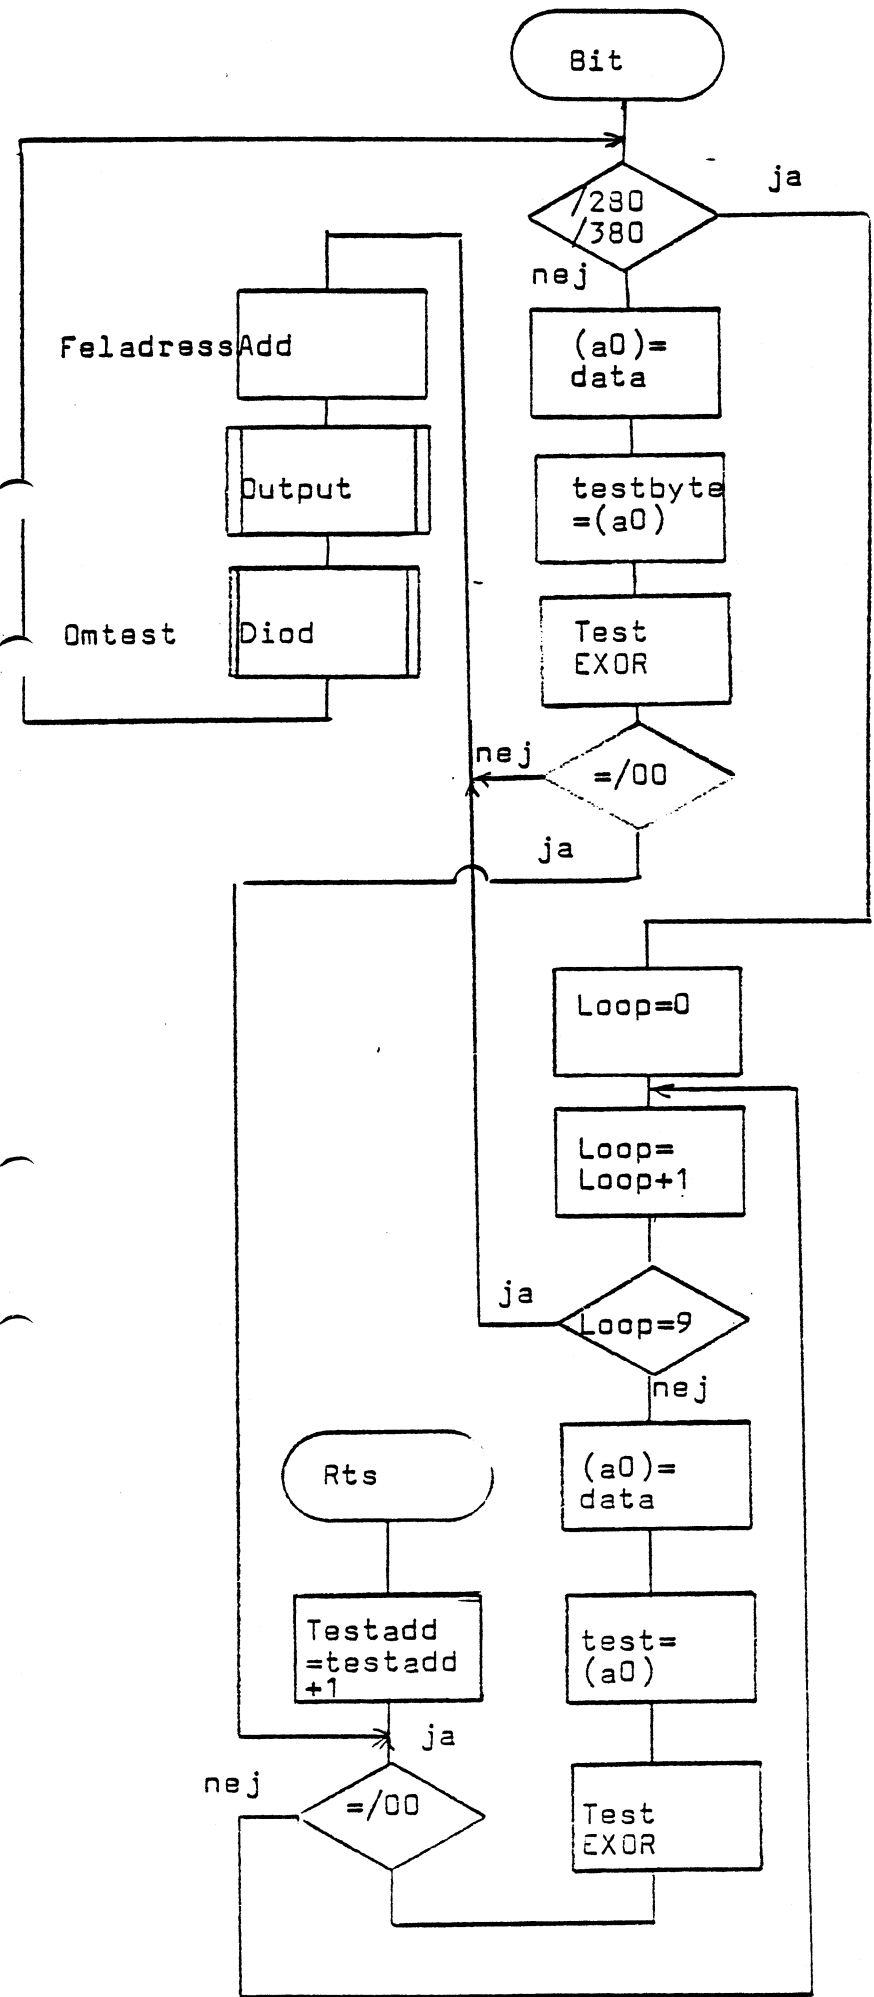 Bit
ja
/280
/380
nej
FeladressAdd
(a0)=
data
Output
testbyte
=(a0)
Omtest
Diod
Test
EXOR
nej
=/00
ja
Loop=0
Loop=
Loop+1
ja
Loop=9
nej
Rts
(a0)=
data
Testadd
=testadd
+1
test=
(a0)
ja
nej
=/00
Test
EXOR